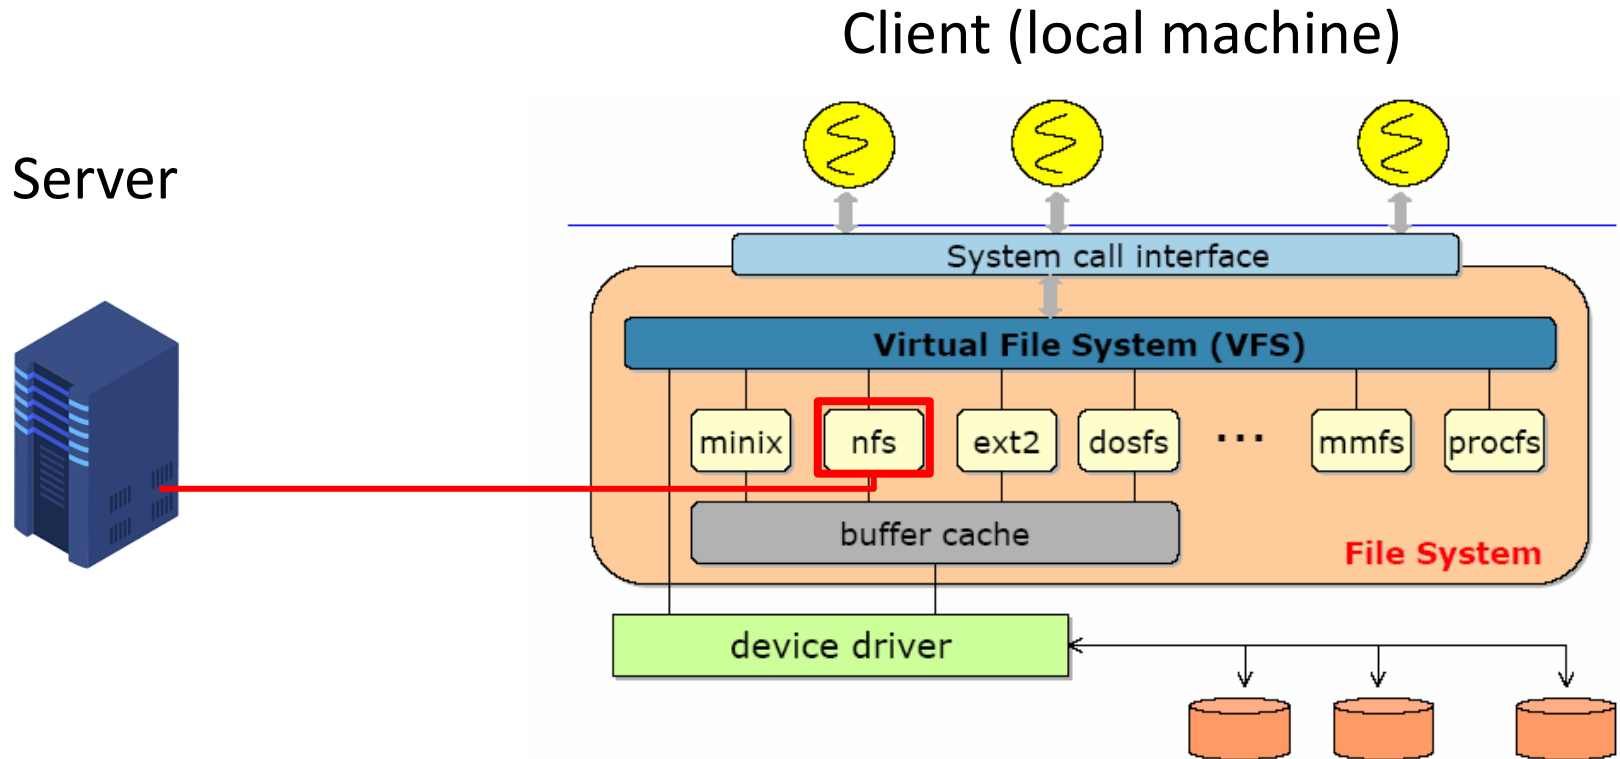 Client (local machine)
Server
System call interface
Virtual File System (VFS)
minix
nfs
ext2
dosfs
...
mmfs
procfs
buffer cache
File System
device driver